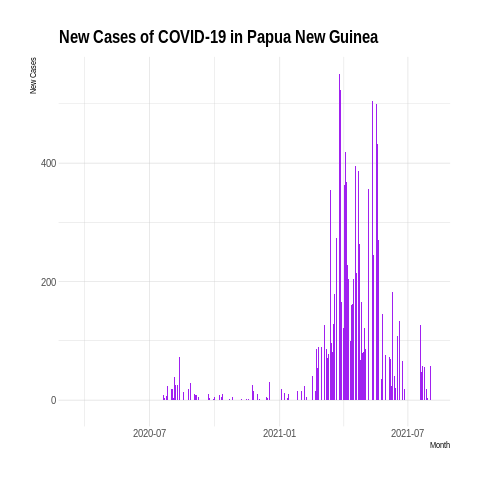 New Cases of COVID-19 in Papua New Guinea
New Cases
400
200
0
2020-07
2021-01
2021-07
Month